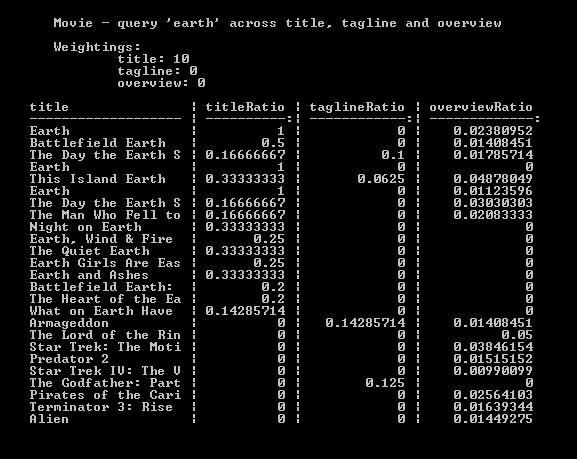 Movie - query 'earth' across title, tagline and overview
Weightings:
title: 10
tagline: 0
overview: 0
title | titleRatio | taglineRatio | overviewRatio
-------------------- | ----------: | ------------: | -------------:
Earth | 1 | 0 | 0.02380952
Battlefield Earth | 0.5 | 0 | 0.01408451
The Day the Earth S | 0.16666667 | 0.1 | 0.01785714
Earth | 1 | 0 | 0
This Island Earth | 0.33333333 | 0.0625 | 0.04878049
Earth | 1 | 0 | 0.01123596
The Day the Earth S | 0.16666667 | 0 | 0.03030303
The Man Who Fell to | 0.16666667 | 0 | 0.02083333
Night on Earth | 0.33333333 | 0 | 0
Earth, Wind & Fire | 0.25 | 0 | 0
The Quiet Earth | 0.33333333 | 0 | 0
Earth Girls Are Eas | 0.25 | 0 | 0
Earth and Ashes | 0.33333333 | 0 | 0
Battlefield Earth: | 0.2 | 0 | 0
The Heart of the Ea | 0.2 | 0 | 0
What on Earth Have | 0.14285714 | 0 | 0
Armageddon | 0 | 0.14285714 | 0.01408451
The Lord of the Rin | 0 | 0 | 0.05
Star Trek: The Moti | 0 | 0 | 0.03846154
Predator 2 | 0 | 0 | 0.01515152
Star Trek IV: The V | 0 | 0 | 0.00990099
The Godfather: Part | 0 | 0.125 | 0
Pirates of the Cari | 0 | 0 | 0.02564103
Terminator 3: Rise | 0 | 0 | 0.01639344
Alien | 0 | 0 | 0.01449275